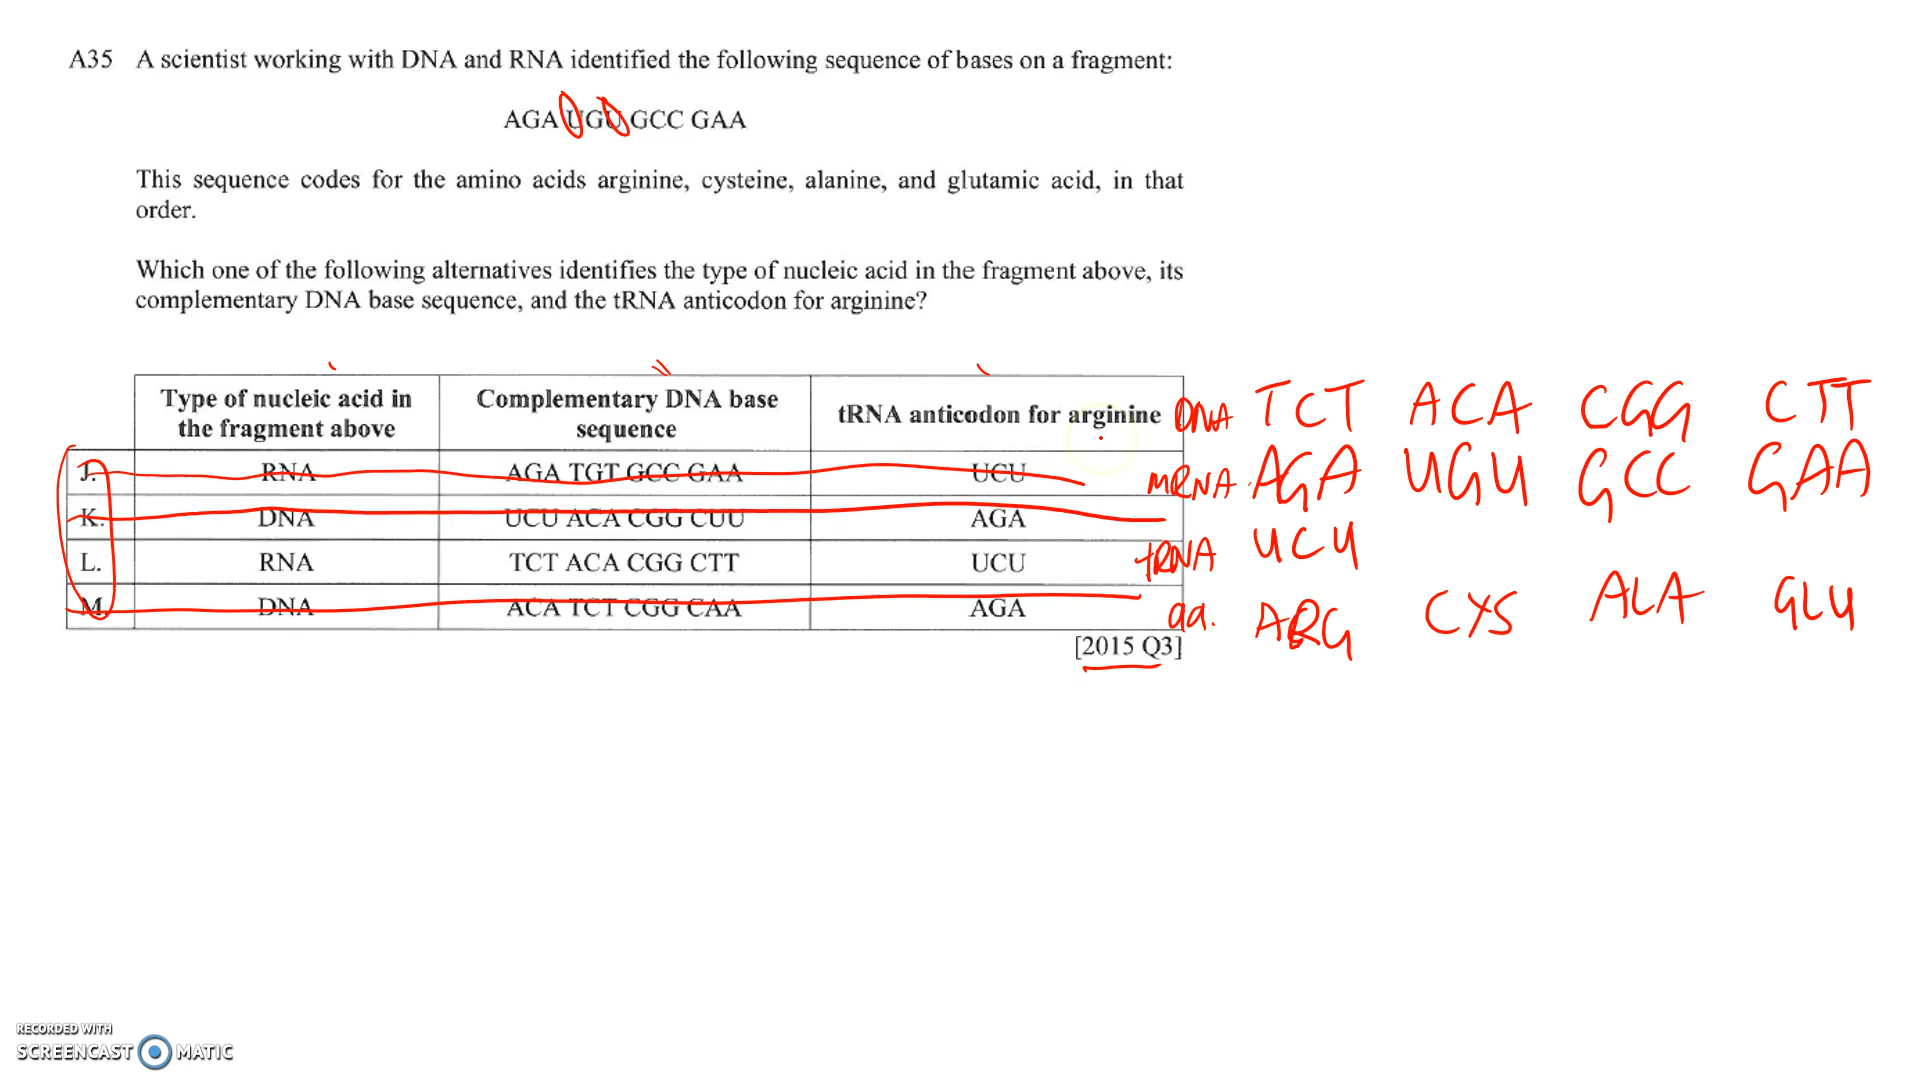 A35 A scientist working with DNA and RNA identified the following sequence of bases on a fragment:
AGA UGU GCC GAA
This sequence codes for the amino acids arginine, cysteine, alanine, and glutamic acid, in that
order.
Which one of the following alternatives identifies the type of nucleic acid in the fragment above, its
complementary DNA base sequence, and the tRNA anticodon for arginine?
Type of nucleic acid in the fragment above Complementary DNA base sequence tRNA anticodon for arginine
J. RNA AGA TGT GCC GAA UCU
K. DNA UCU ACA CGG CUU AGA
L. RNA TCT ACA CGG CTT UCU
M. DNA ACA TCT CGG CAA AGA
[2015 Q3]
DNA TCT ACA CGG CTT
mRNA AGA UGU GCC GAA
tRNA UCU
aa. ARG CYS ALA GLU
RECORDED WITH
SCREENCAST MATIC